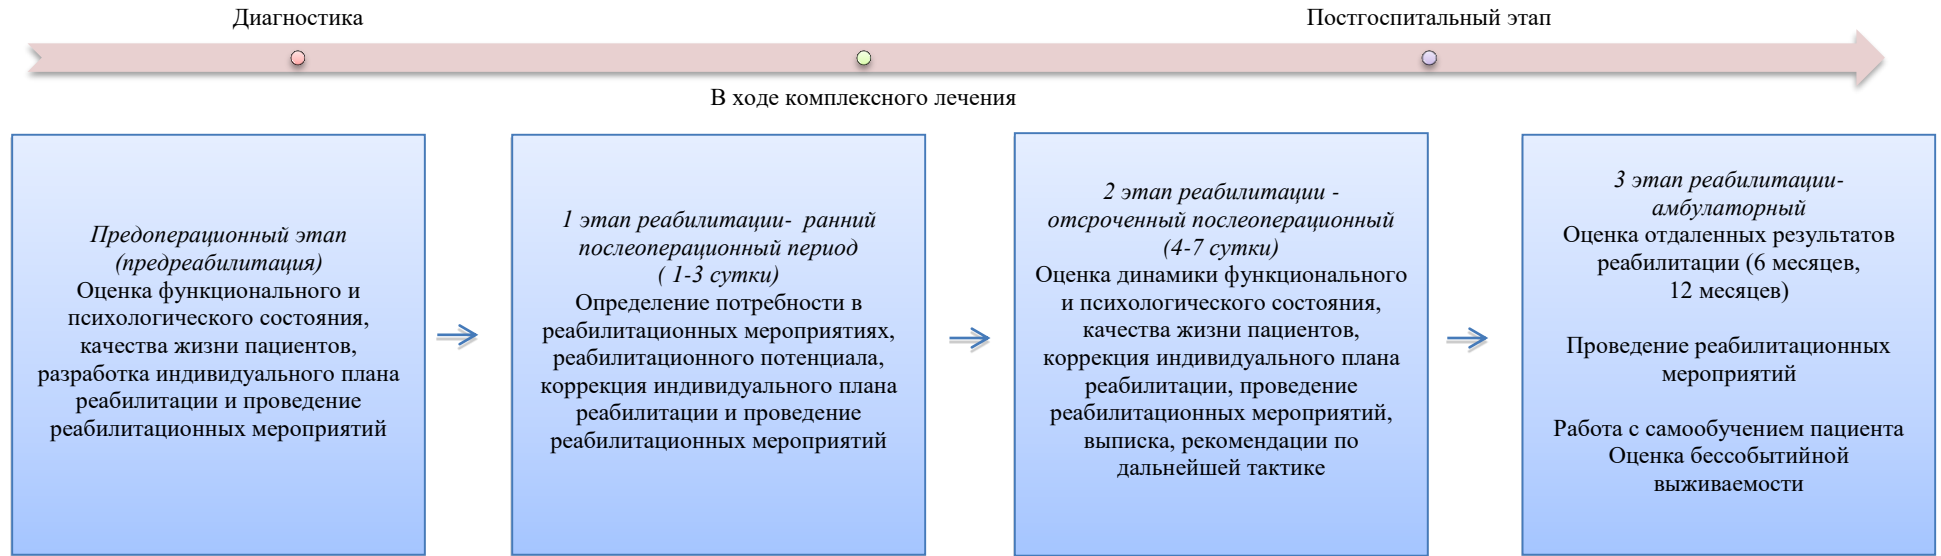 Диагностика
Постгоспитальный этап
В ходе комплексного лечения
Предоперационный этап
(предреабилитация)
Оценка функционального и
психологического состояния,
качества жизни пациентов,
разработка индивидуального плана
реабилитации и проведение
реабилитационных мероприятий
1 этап реабилитации- ранний
послеоперационный период
( 1-3 сутки)
Определение потребности в
реабилитационных мероприятиях,
реабилитационного потенциала,
коррекция индивидуального плана
реабилитации и проведение
реабилитационных мероприятий
2 этап реабилитации -
отсроченный послеоперационный
(4-7 сутки)
Оценка динамики функционального
и психологического состояния,
качества жизни пациентов,
коррекция индивидуального плана
реабилитации, проведение
реабилитационных мероприятий,
выписка, рекомендации по
дальнейшей тактике
3 этап реабилитации-
амбулаторный
Оценка отдаленных результатов
реабилитации (6 месяцев,
12 месяцев)
Проведение реабилитационных
мероприятий
Работа с самообучением пациента
Оценка бессобытийной
выживаемости